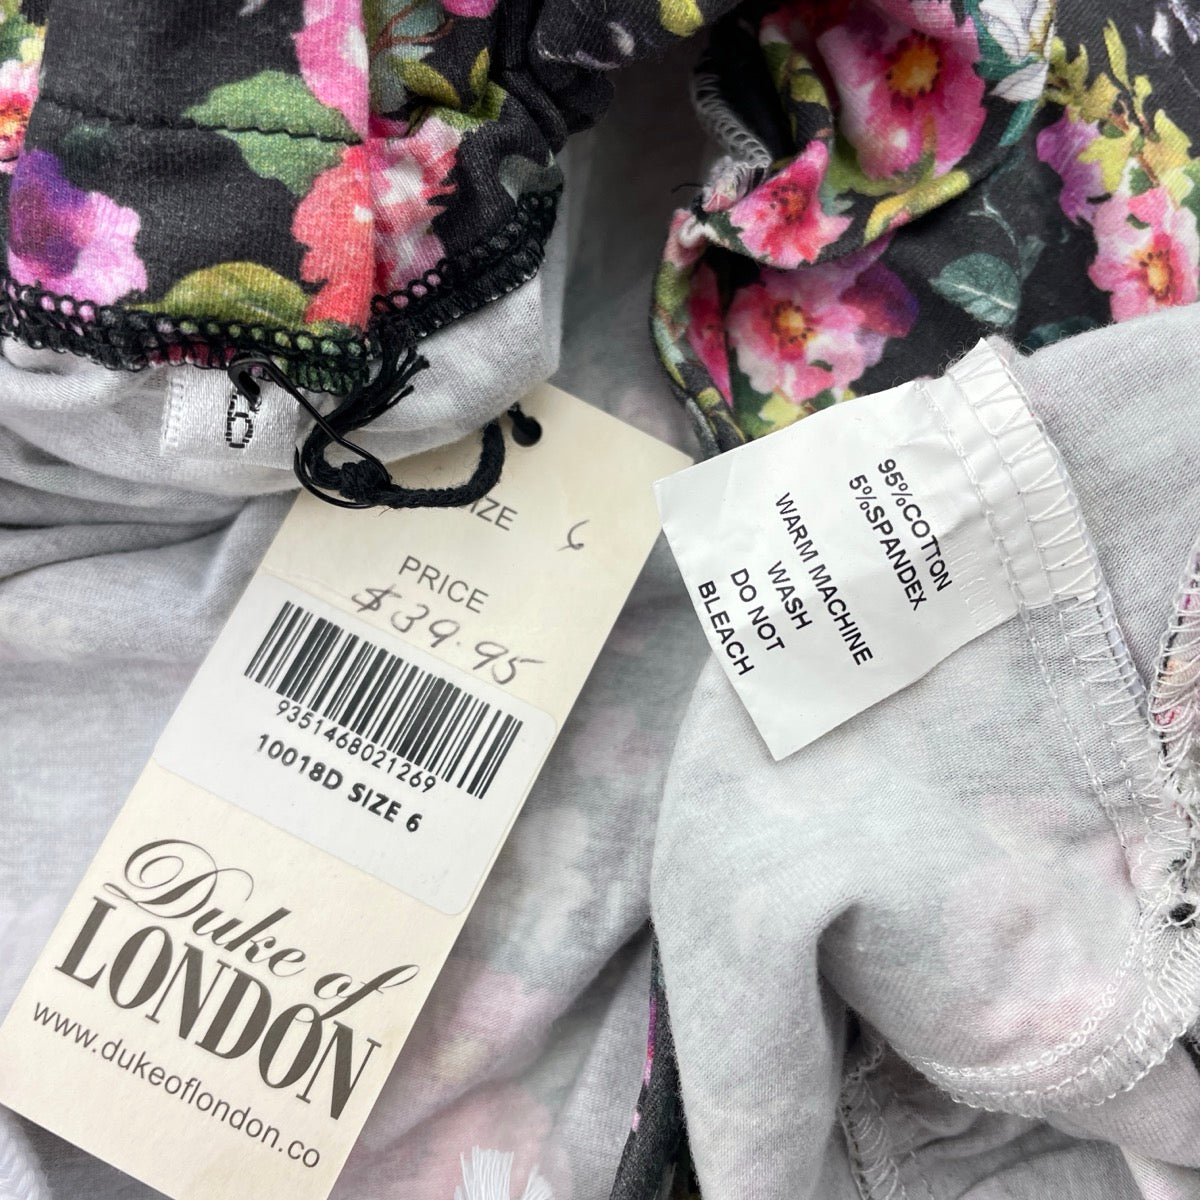 6
SIZE 6
PRICE
$39.95
9351468021269
10018D SIZE 6
Duke of
LONDON
www.dukeoflondon.co
95%COTTON
5%SPANDEX
WARM MACHINE
WASH
DO NOT
BLEACH